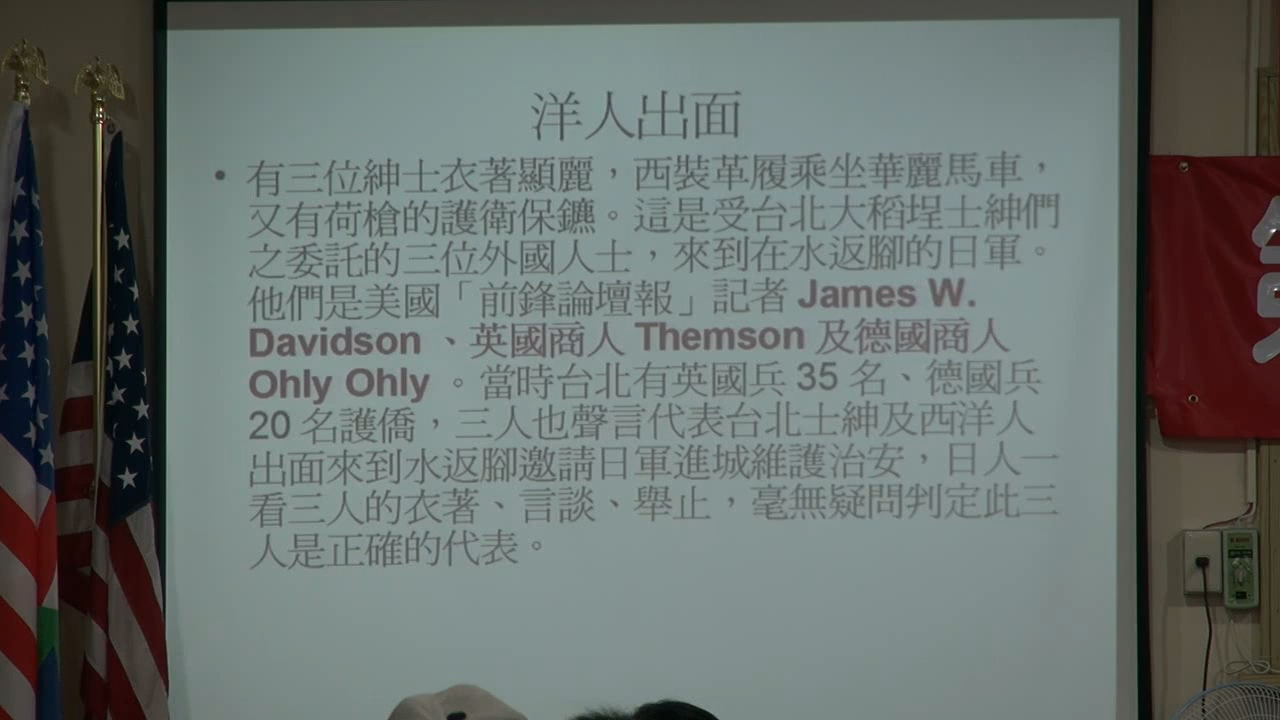 洋人出面
• 有三位紳士衣著顯麗，西裝革履乘坐華麗馬車，
又有荷槍的護衛保鑣。這是受台北大稻埕士紳們
之委託的三位外國人士，來到在水返腳的日軍。
他們是美國「前鋒論壇報」記者 James W.
Davidson 、英國商人 Themson 及德國商人
Ohly Ohly 。當時台北有英國兵 35 名、德國兵
20 名護僑，三人也聲言代表台北士紳及西洋人
出面來到水返腳邀請日軍進城維護治安，日人一
看三人的衣著、言談、舉止，毫無疑問判定此三
人是正確的代表。